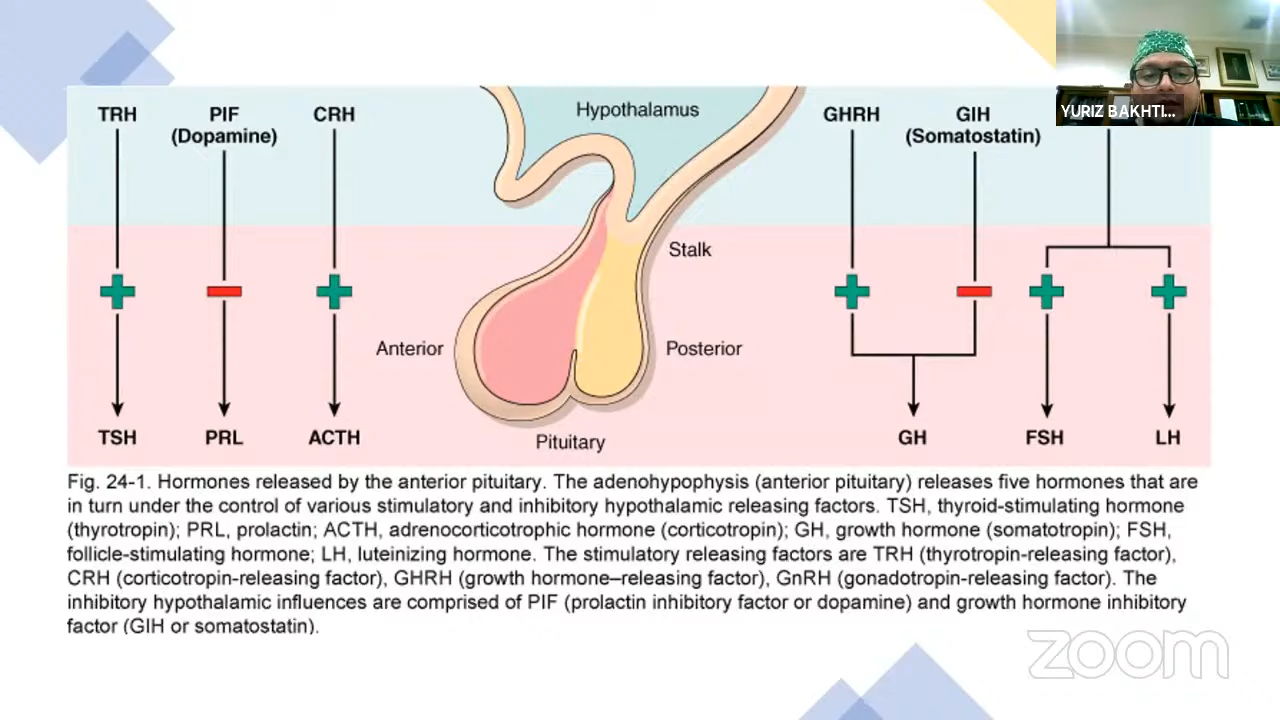 TRH
PIF
(Dopamine)
CRH
Hypothalamus
GHRH
GIH
(Somatostatin)
YURIZ BAKHTI...
Stalk
Anterior
Posterior
Pituitary
TSH
PRL
ACTH
GH
FSH
LH
Fig. 24-1. Hormones released by the anterior pituitary. The adenohypophysis (anterior pituitary) releases five hormones that are
in turn under the control of various stimulatory and inhibitory hypothalamic releasing factors. TSH, thyroid-stimulating hormone
(thyrotropin); PRL, prolactin; ACTH, adrenocorticotrophic hormone (corticotropin); GH, growth hormone (somatotropin); FSH,
follicle-stimulating hormone; LH, luteinizing hormone. The stimulatory releasing factors are TRH (thyrotropin-releasing factor),
CRH (corticotropin-releasing factor), GHRH (growth hormone–releasing factor), GnRH (gonadotropin-releasing factor). The
inhibitory hypothalamic influences are comprised of PIF (prolactin inhibitory factor or dopamine) and growth hormone inhibitory
factor (GIH or somatostatin).
zoom